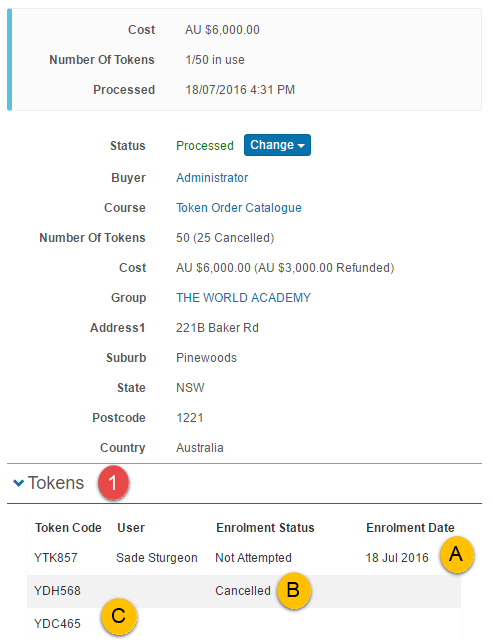 Cost AU $6,000.00
Number Of Tokens 1/50 in use
Processed 18/07/2016 4:31 PM
Status Processed Change
Buyer Administrator
Course Token Order Catalogue
Number Of Tokens 50 (25 Cancelled)
Cost AU $6,000.00 (AU $3,000.00 Refunded)
Group THE WORLD ACADEMY
Address1 221B Baker Rd
Suburb Pinewoods
State NSW
Postcode 1221
Country Australia
Tokens 1
Token Code User Enrolment Status Enrolment Date
YTK857 Sade Sturgeon Not Attempted 18 Jul 2016 A
YDH568 Cancelled B
YDC465 C